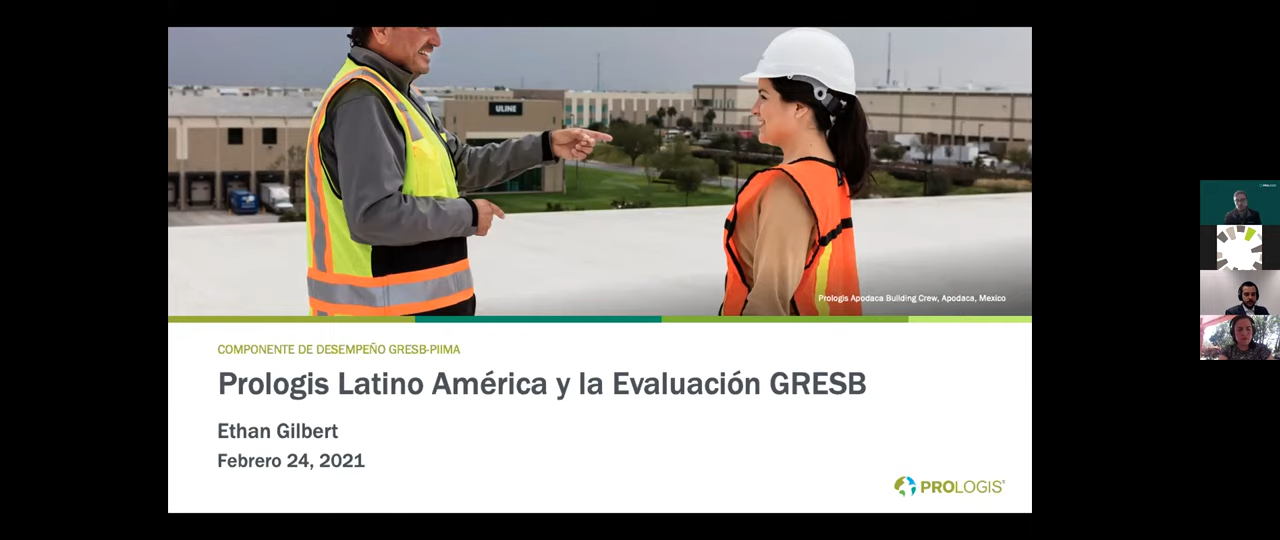 ULINE
Prologis Apodaca Building Crew, Apodaca, Mexico
COMPONENTE DE DESEMPEÑO GRESB-PIIMA
Prologis Latino América y la Evaluación GRESB
Ethan Gilbert
Febrero 24, 2021
PROLOGIS